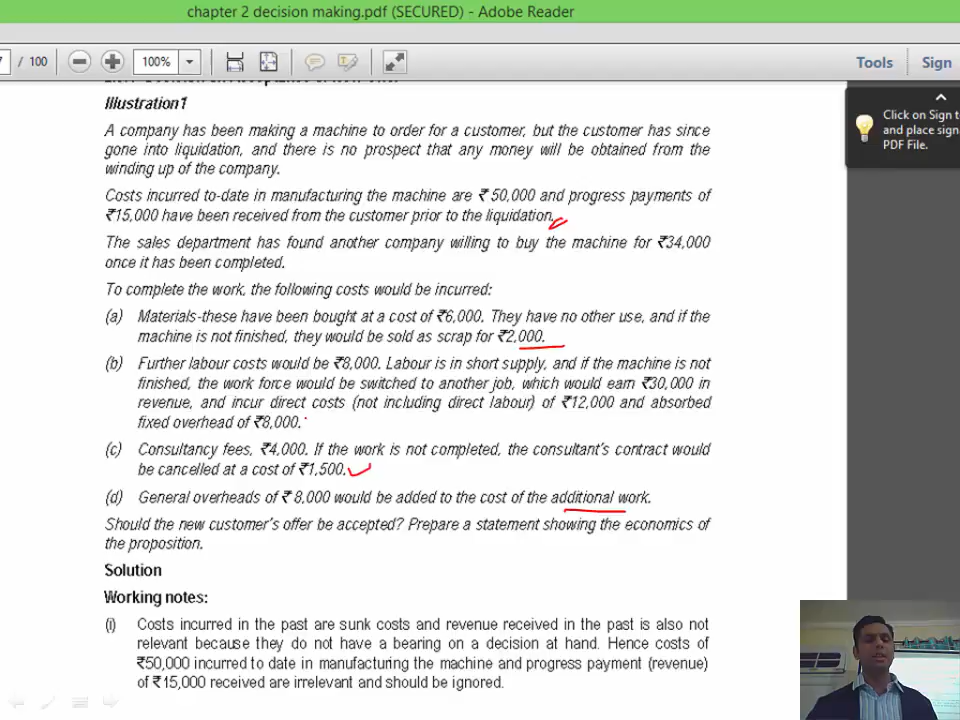 chapter 2 decision making.pdf (SECURED) - Adobe Reader
/ 100
100%
Tools
Sign
Click on Sign t
and place sign
PDF File.
Illustration1
A company has been making a machine to order for a customer, but the customer has since
gone into liquidation, and there is no prospect that any money will be obtained from the
winding up of the company.
Costs incurred to-date in manufacturing the machine are ₹ 50,000 and progress payments of
₹15,000 have been received from the customer prior to the liquidation.
The sales department has found another company willing to buy the machine for ₹34,000
once it has been completed.
To complete the work, the following costs would be incurred:
(a) Materials-these have been bought at a cost of ₹6,000. They have no other use, and if the
machine is not finished, they would be sold as scrap for ₹2,000.
(b) Further labour costs would be ₹8,000. Labour is in short supply, and if the machine is not
finished, the work force would be switched to another job, which would earn ₹30,000 in
revenue, and incur direct costs (not including direct labour) of ₹12,000 and absorbed
fixed overhead of ₹8,000.
(c) Consultancy fees, ₹4,000. If the work is not completed, the consultant's contract would
be cancelled at a cost of ₹1,500.
(d) General overheads of ₹ 8,000 would be added to the cost of the additional work.
Should the new customer's offer be accepted? Prepare a statement showing the economics of
the proposition.
Solution
Working notes:
(i) Costs incurred in the past are sunk costs and revenue received in the past is also not
relevant because they do not have a bearing on a decision at hand. Hence costs of
₹50,000 incurred to date in manufacturing the machine and progress payment (revenue)
of ₹15,000 received are irrelevant and should be ignored.